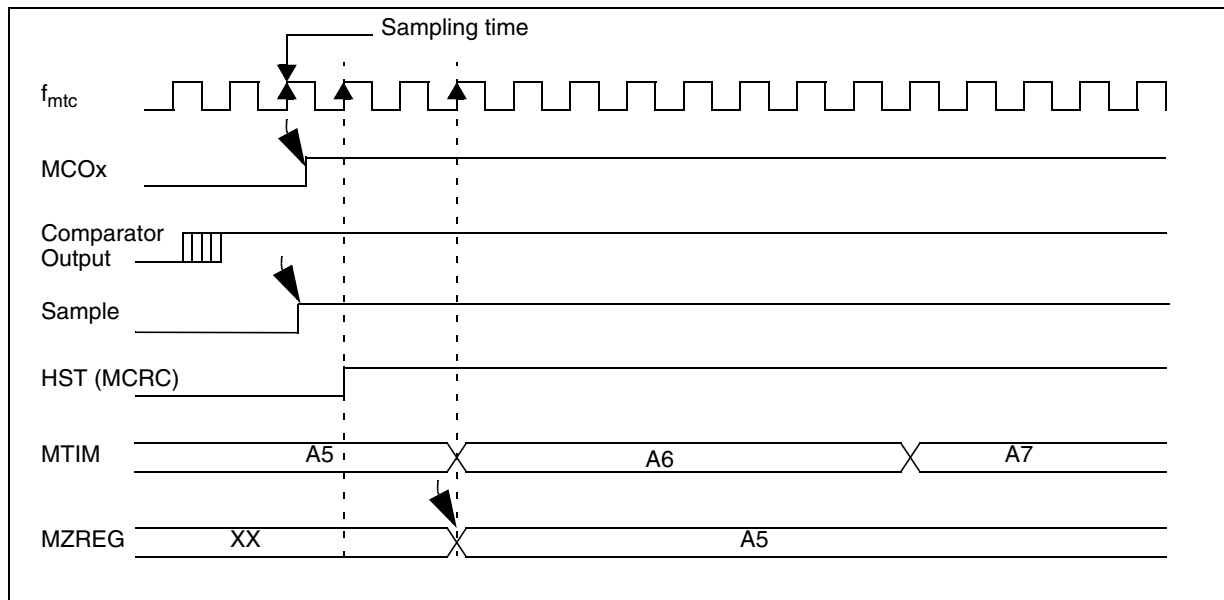 Sampling time
fmtc
MCOx
Comparator
Output
Sample
HST (MCRC)
MTIM
A5
A6
A7
MZREG
XX
A5